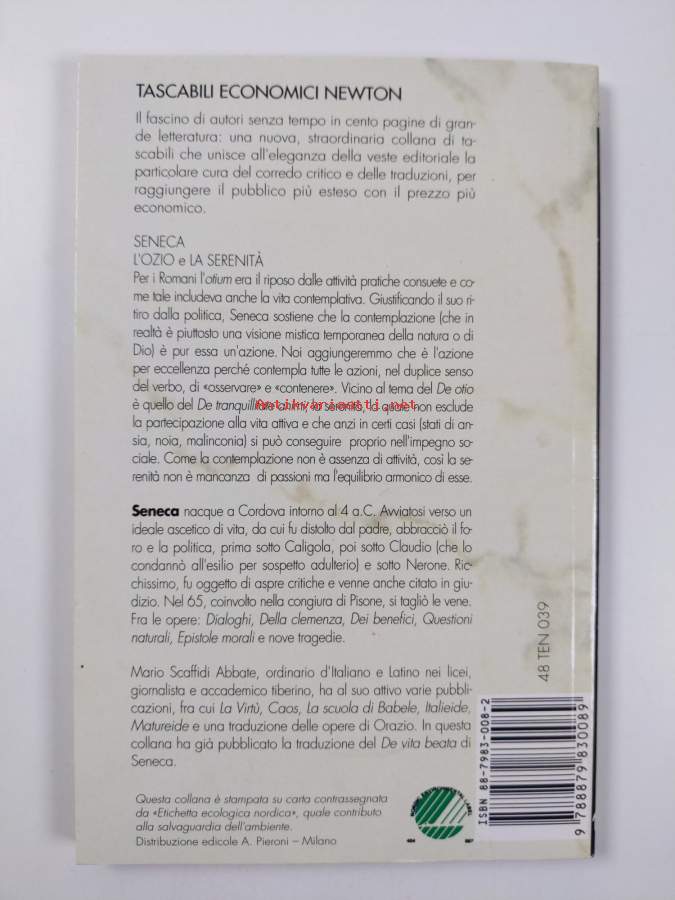 TASCABILI ECONOMICI NEWTON
Il fascino di autori senza tempo in cento pagine di gran-
de letteratura: una nuova, straordinaria collana di ta-
scabili che unisce all'eleganza della veste editoriale la
particolare cura del corredo critico e delle traduzioni, per
raggiungere il pubblico più esteso con il prezzo più
economico.
SENECA
L'OZIO e LA SERENITÀ
Per i Romani l'otium era il riposo dalle attività pratiche consuete e co-
me tale includeva anche la vita contemplativa. Giustificando il suo ri-
tiro dalla politica, Seneca sostiene che la contemplazione (che in
realtà è piuttosto una visione mistica temporanea della natura o di
Dio) è pur essa un'azione. Noi aggiungeremmo che è l'azione
per eccellenza perché contempla tutte le azioni, nel duplice senso
del verbo, di «osservare» e «contenere». Vicino al tema del De otio
antikvariaatti.net
è quello del De tranquillitate animi, la serenità, la quale non esclude
la partecipazione alla vita attiva e che anzi in certi casi (stati di an-
sia, noia, malinconia) si può conseguire proprio nell'impegno so-
ciale. Come la contemplazione non è assenza di attività, così la se-
renità non è mancanza di passioni ma l'equilibrio armonico di esse.
Seneca nacque a Cordova intorno al 4 a.C. Avviatosi verso un
ideale ascetico di vita, da cui fu distolto dal padre, abbracciò il fo-
ro e la politica, prima sotto Caligola, poi sotto Claudio (che lo
condannò all'esilio per sospetto adulterio) e sotto Nerone. Ric-
chissimo, fu oggetto di aspre critiche e venne anche citato in giu-
dizio. Nel 65, coinvolto nella congiura di Pisone, si tagliò le vene.
Fra le opere: Dialoghi, Della clemenza, Dei benefici, Questioni
naturali, Epistole morali e nove tragedie.
Mario Scaffidi Abbate, ordinario d'Italiano e Latino nei licei,
giornalista e accademico tiberino, ha al suo attivo varie pubbli-
cazioni, fra cui La Virtù, Caos, La scuola di Babele, Italieide,
Matureide e una traduzione delle opere di Orazio. In questa
collana ha già pubblicato la traduzione del De vita beata di
Seneca.
Questa collana è stampata su carta contrassegnata
da «Etichetta ecologica nordica», quale contributo
alla salvaguardia dell'ambiente.
Distribuzione edicole A. Pieroni – Milano
48 TEN 039
ISBN 88-7983-008-2
9 788879 830089